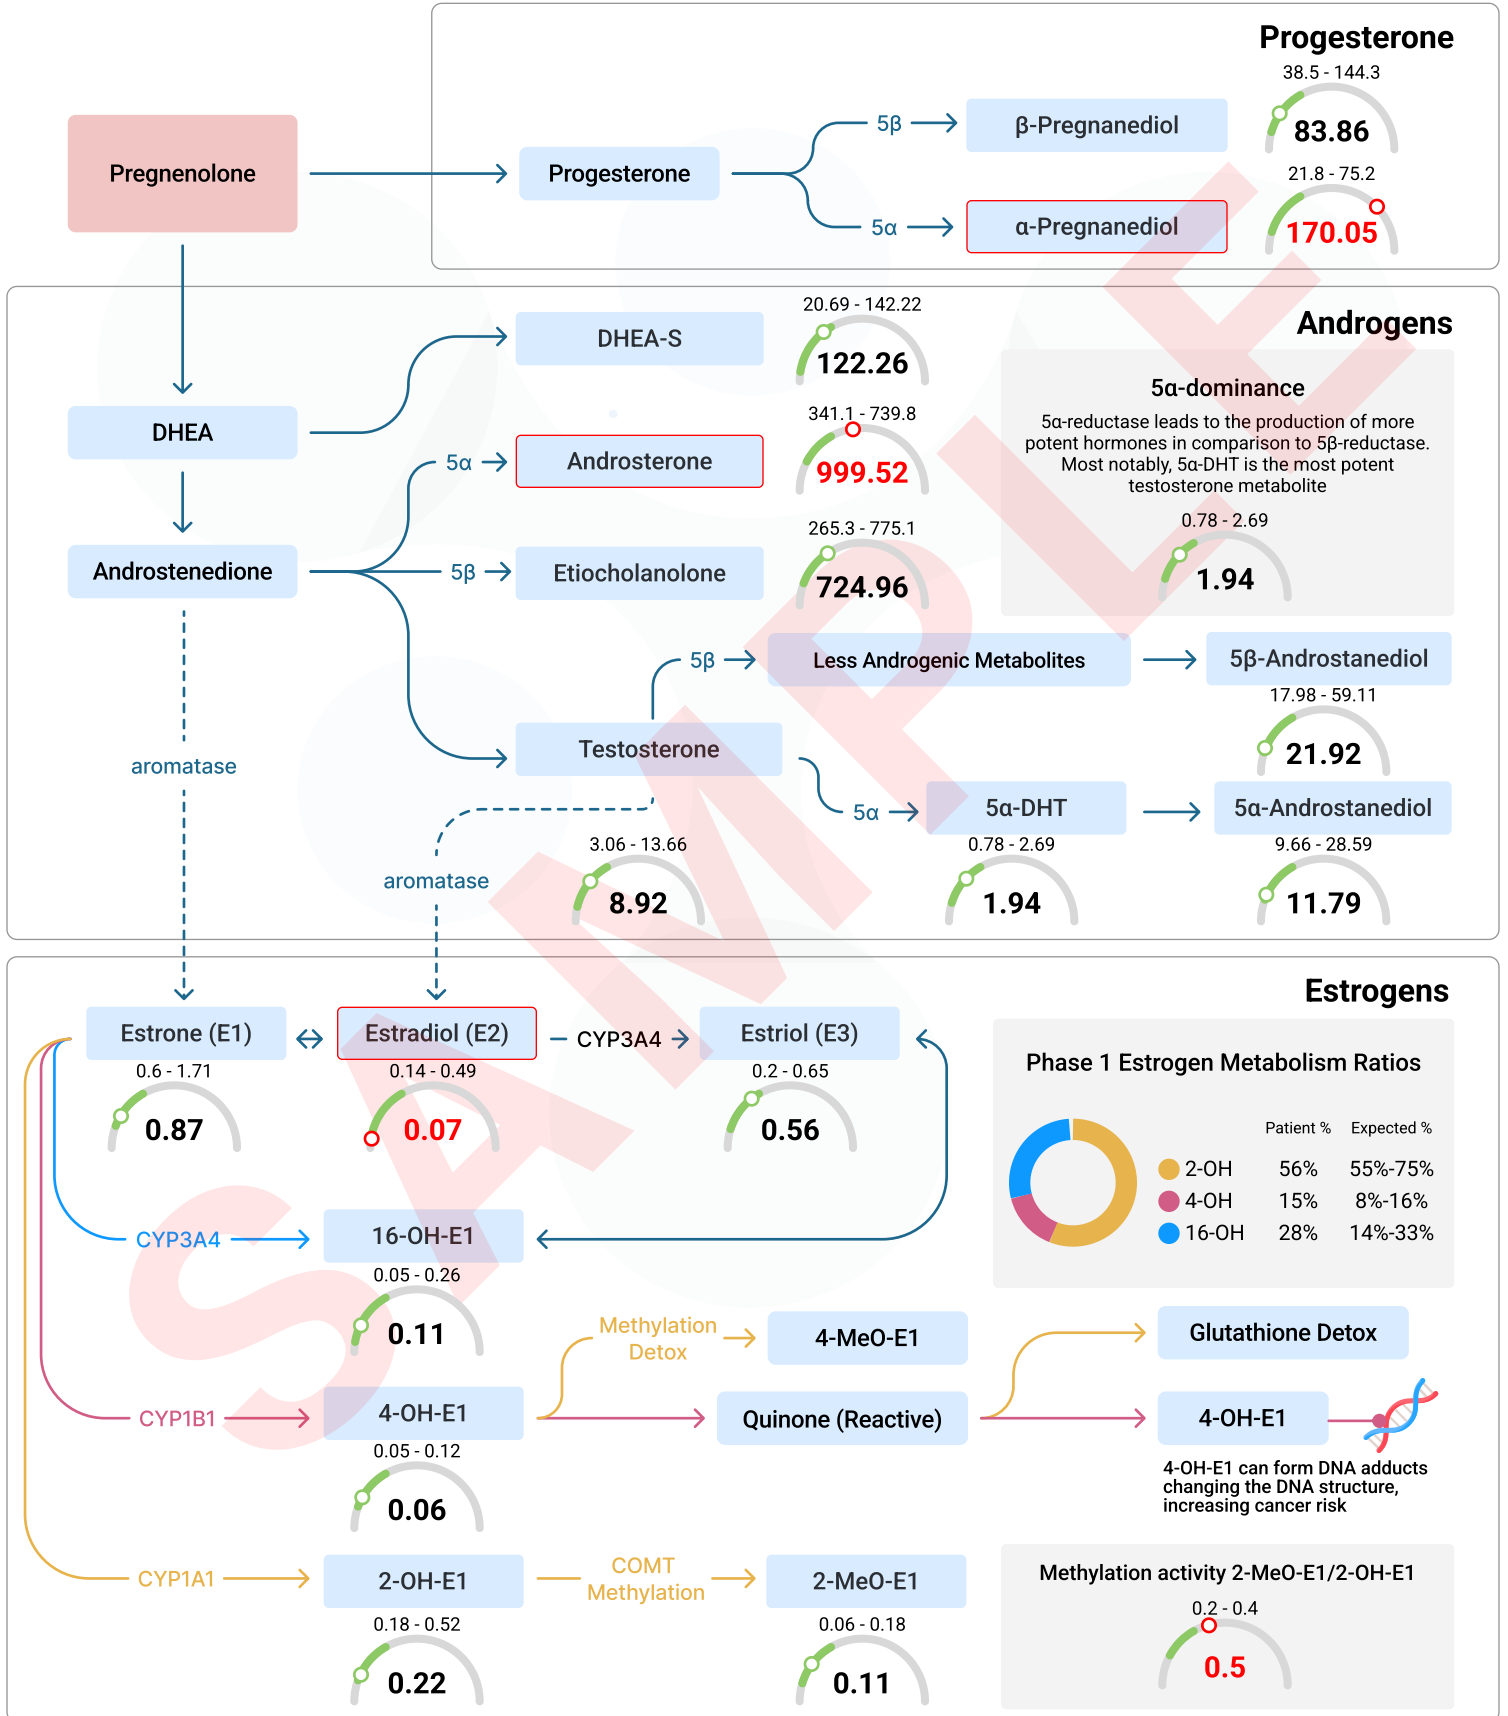 Progesterone
38.5 - 144.3
5β
β-Pregnanediol
83.86
Pregnenolone
Progesterone
21.8 - 75.2
5α
α-Pregnanediol
170.05
Androgens
20.69 - 142.22
DHEA-S
122.26
5α-dominance
5α-reductase leads to the production of more
potent hormones in comparison to 5β-reductase.
Most notably, 5α-DHT is the most potent
testosterone metabolite
0.78 - 2.69
1.94
DHEA
341.1 - 739.8
5α
Androsterone
999.52
265.3 - 775.1
Androstenedione
5β
Etiocholanolone
724.96
5β
Less Androgenic Metabolites
5β-Androstanediol
17.98 - 59.11
21.92
Testosterone
aromatase
5α
5α-DHT
5α-Androstanediol
3.06 - 13.66
0.78 - 2.69
9.66 - 28.59
aromatase
8.92
1.94
11.79
Estrogens
Estrone (E1)
Estradiol (E2)
CYP3A4
Estriol (E3)
0.6 - 1.71
0.14 - 0.49
0.2 - 0.65
0.87
0.07
0.56
Phase 1 Estrogen Metabolism Ratios
Patient % Expected %
2-OH 56% 55%-75%
4-OH 15% 8%-16%
16-OH 28% 14%-33%
CYP3A4
16-OH-E1
0.05 - 0.26
0.11
Methylation
Detox
4-MeO-E1
Glutathione Detox
CYP1B1
4-OH-E1
Quinone (Reactive)
4-OH-E1
0.05 - 0.12
0.06
4-OH-E1 can form DNA adducts
changing the DNA structure,
increasing cancer risk
CYP1A1
2-OH-E1
COMT
Methylation
2-MeO-E1
0.18 - 0.52
0.06 - 0.18
0.22
0.11
Methylation activity 2-MeO-E1/2-OH-E1
0.2 - 0.4
0.5
SAMPLE